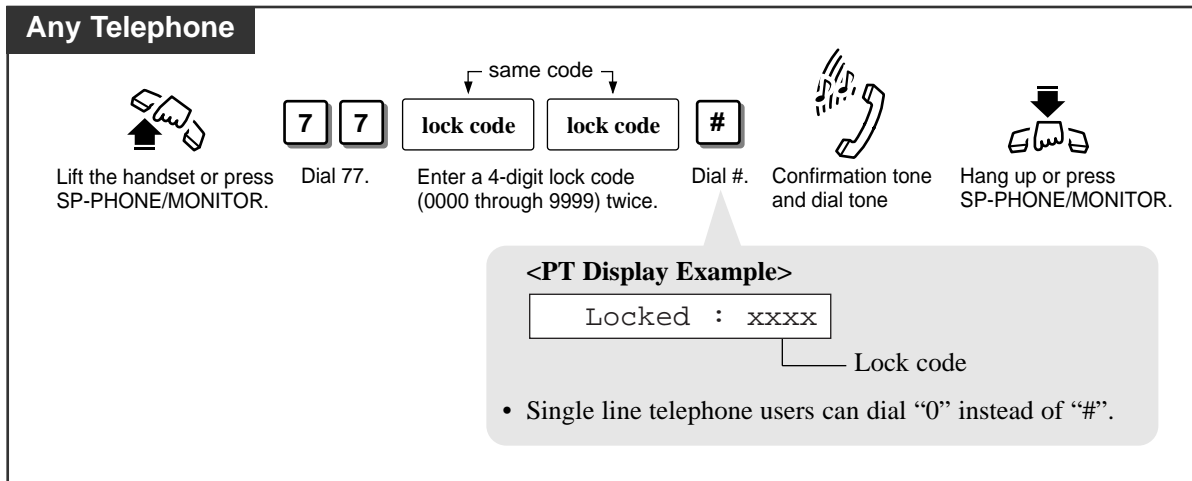 Any Telephone
same code
7 7 lock code lock code #
Lift the handset or press
SP-PHONE/MONITOR.
Dial 77.
Enter a 4-digit lock code
(0000 through 9999) twice.
Dial #.
Confirmation tone
and dial tone
Hang up or press
SP-PHONE/MONITOR.
<PT Display Example>
Locked : xxxx
Lock code
• Single line telephone users can dial “0” instead of “#”.